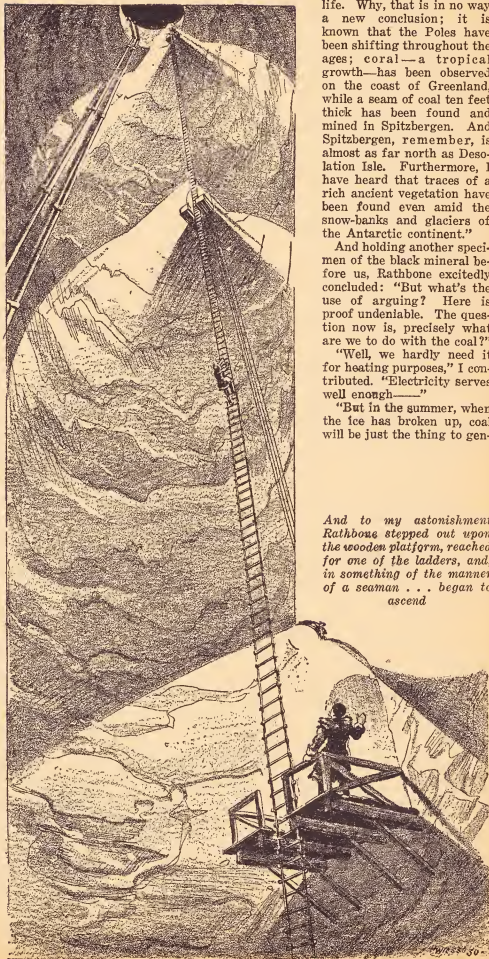 life. Why, that is in no way
a new conclusion; it is
known that the Poles have
been shifting throughout the
ages; coral—a tropical
growth—has been observed
on the coast of Greenland,
while a seam of coal ten feet
thick has been found and
mined in Spitzbergen. And
Spitzbergen, remember, is
almost as far north as Deso-
lation Isle. Furthermore, I
have heard that traces of a
rich ancient vegetation have
been found even amid the
snow-banks and glaciers of
the Antarctic continent."
And holding another speci-
men of the black mineral be-
fore us, Rathbone excitedly
concluded: "But what's the
use of arguing? Here is
proof undeniable. The ques-
tion now is, precisely what
are we to do with the coal?"
"Well, we hardly need it
for heating purposes," I con-
tributed. "Electricity serves
well enough——"
"But in the summer, when
the ice has broken up, coal
will be just the thing to gen-
And to my astonishment
Rathbone stepped out upon
the wooden platform, reached
for one of the ladders, and,
in something of the manner
of a seaman . . . began to
ascend